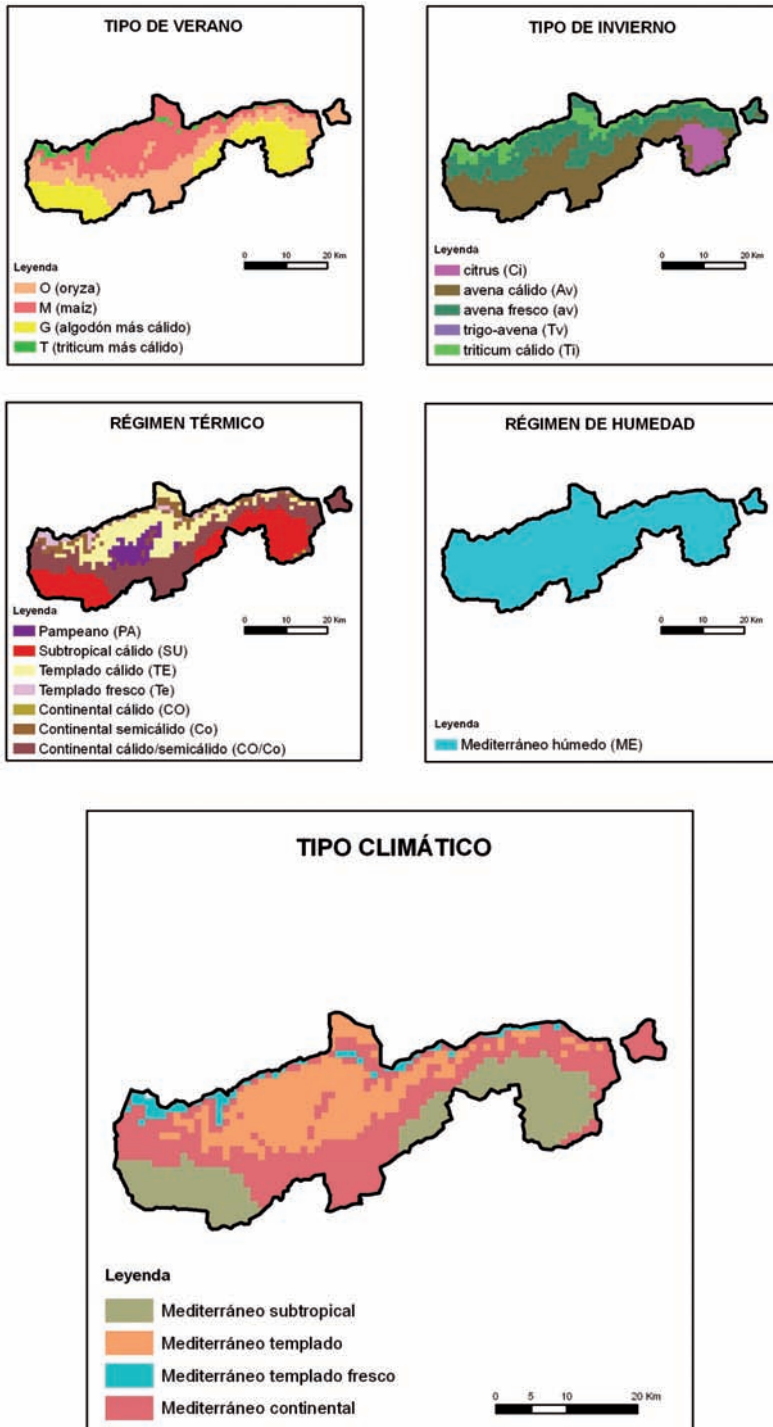 TIPO DE VERANO
0 10 20 Km
Leyenda
O (oryza)
M (maíz)
G (algodón más cálido)
T (triticum más cálido)
TIPO DE INVIERNO
0 10 20 Km
Leyenda
citrus (Ci)
avena cálido (Av)
avena fresco (av)
trigo-avena (Tv)
triticum cálido (Ti)
RÉGIMEN TÉRMICO
0 10 20 Km
Leyenda
Pampeano (PA)
Subtropical cálido (SU)
Templado cálido (TE)
Templado fresco (Te)
Continental cálido (CO)
Continental semicálido (Co)
Continental cálido/semicálido (CO/Co)
RÉGIMEN DE HUMEDAD
0 10 20 Km
Leyenda
Mediterráneo húmedo (ME)
TIPO CLIMÁTICO
Leyenda
Mediterráneo subtropical
Mediterráneo templado
Mediterráneo templado fresco
Mediterráneo continental
0 5 10 20 Km